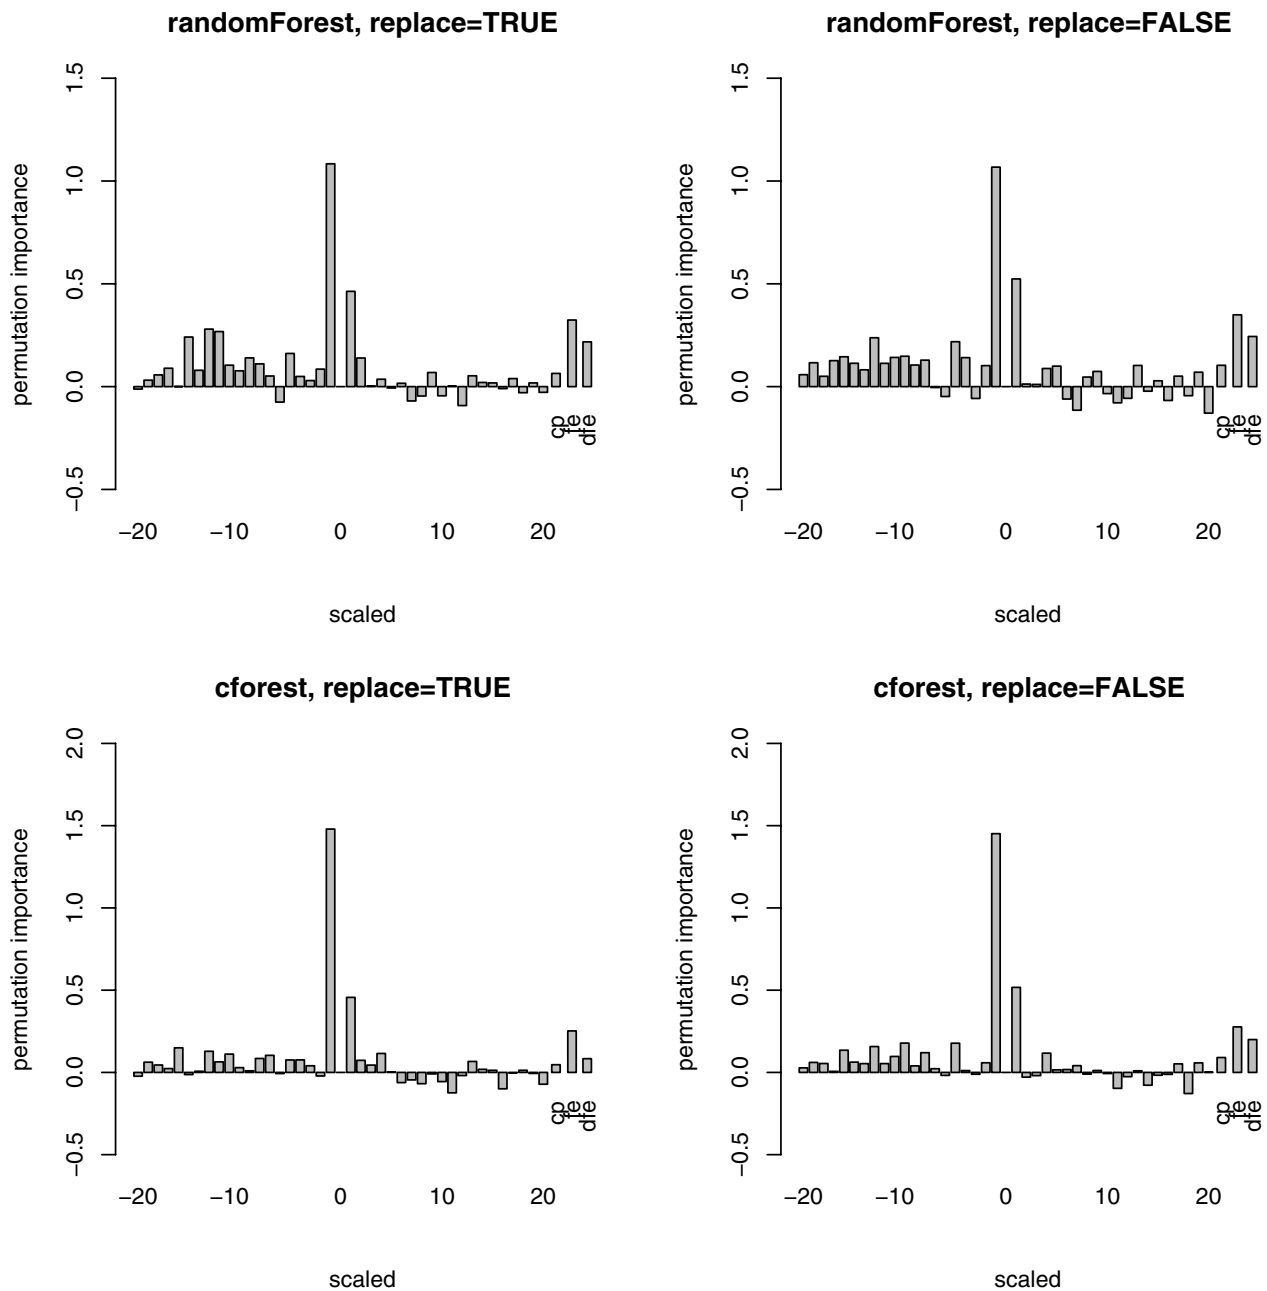 randomForest, replace=TRUE
permutation importance
1.5
1.0
0.5
0.0
−0.5
cp
fe
dfe
−20 −10 0 10 20
scaled
randomForest, replace=FALSE
permutation importance
1.5
1.0
0.5
0.0
−0.5
cp
fe
dfe
−20 −10 0 10 20
scaled
cforest, replace=TRUE
permutation importance
2.0
1.5
1.0
0.5
0.0
−0.5
cp
fe
dfe
−20 −10 0 10 20
scaled
cforest, replace=FALSE
permutation importance
2.0
1.5
1.0
0.5
0.0
−0.5
cp
fe
dfe
−20 −10 0 10 20
scaled